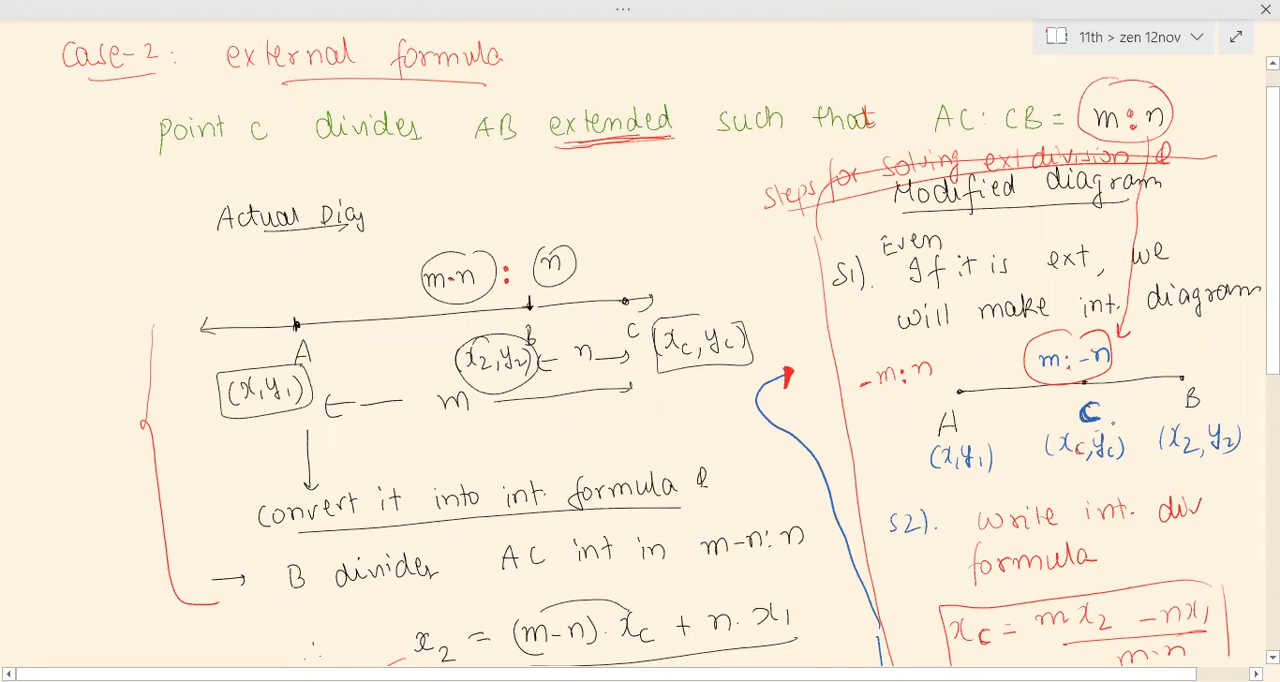 11th > zen 12nov
Case-2: external formula
point C divides AB extended such that AC: CB = m:n
Steps for solving ext division &
Modified diagram
Actual Diag
S1). Even If it is ext, we
will make int. diagram
m-n : n
m:-n
-m:n
A B C
(x,y1) (x2,y2) ← n → (xc, yc)
← m →
A C B
(x,y1) (xc,yc) (x2, y2)
convert it into int. formula &
S2). Write int. div
formula
→ B divides AC int in m-n:n
∴ x2 = (m-n). xc + n. x1
xc = mx2 - nx1
m-n